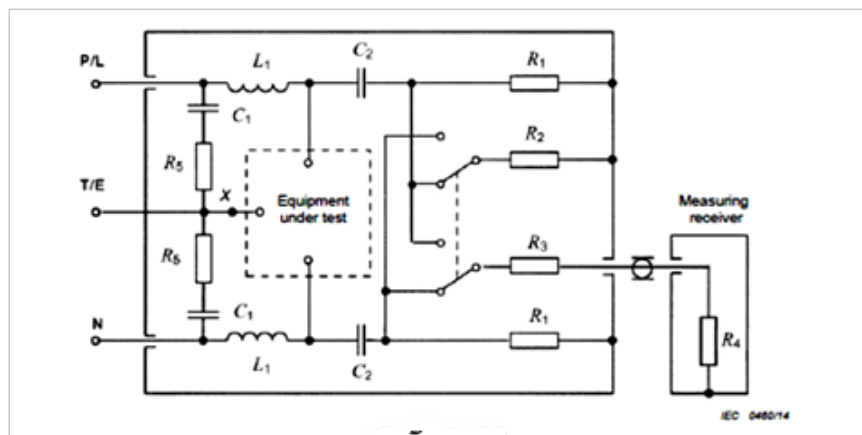 P/L
L1
C2
R1
C1
R2
R5
T/E
X
Equipment
under test
Measuring
receiver
R3
R5
C1
N
R4
R1
L1
C2
IEC 0460/14